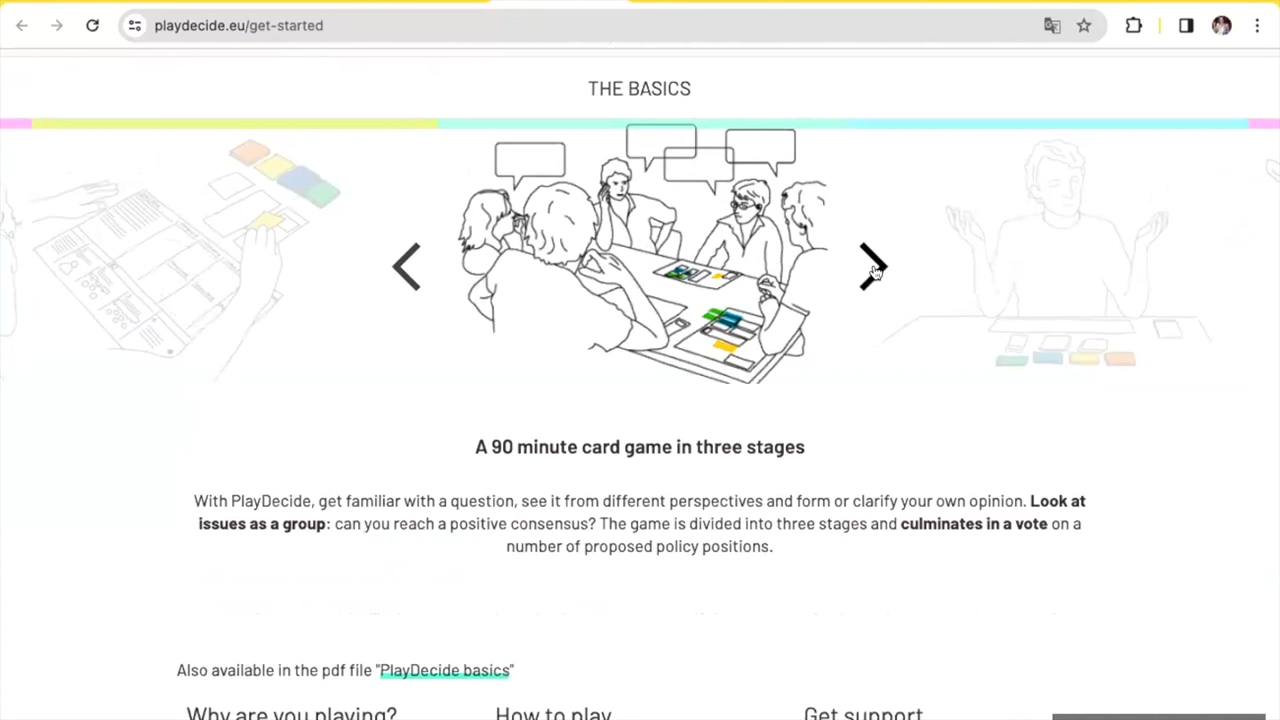 playdecide.eu/get-started
THE BASICS
A 90 minute card game in three stages
With PlayDecide, get familiar with a question, see it from different perspectives and form or clarify your own opinion. Look at
issues as a group: can you reach a positive consensus? The game is divided into three stages and culminates in a vote on a
number of proposed policy positions.
Also available in the pdf file "PlayDecide basics"
Why are you playing?
How to play
Get support